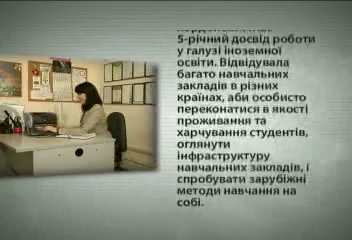 5-річний досвід роботи
у галузі іноземної
освіти. Відвідувала
багато навчальних
закладів в різних
країнах, аби особисто
переконатися в якості
проживання та
харчування студентів,
оглянути
інфраструктуру
навчальних закладів, і
спробувати зарубіжні
методи навчання на
собі.